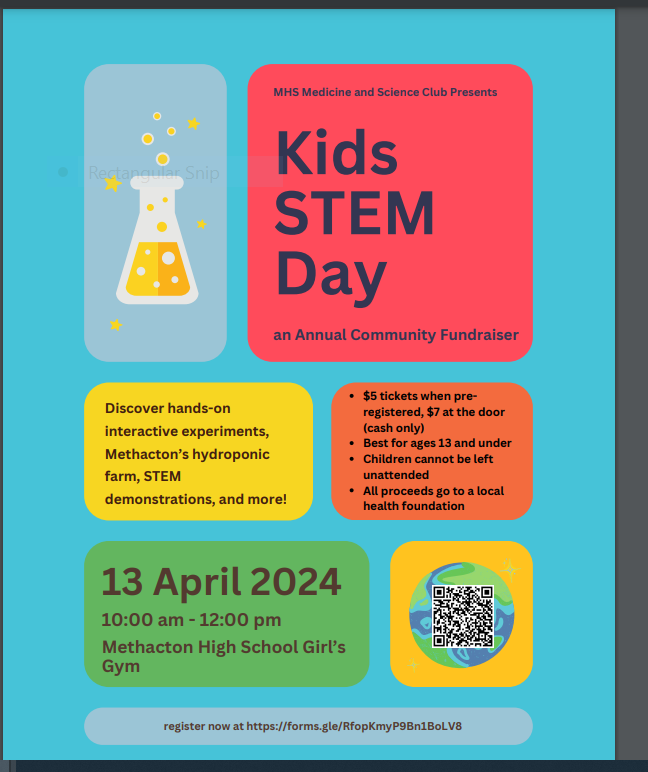 MHS Medicine and Science Club Presents
Kids
STEM
Day
an Annual Community Fundraiser
Rectangular Snip
Discover hands-on
interactive experiments,
Methacton's hydroponic
farm, STEM
demonstrations, and more!
• $5 tickets when pre-
registered, $7 at the door
(cash only)
• Best for ages 13 and under
• Children cannot be left
unattended
• All proceeds go to a local
health foundation
13 April 2024
10:00 am - 12:00 pm
Methacton High School Girl's
Gym
register now at https://forms.gle/RfopKmyP9Bn1BoLV8